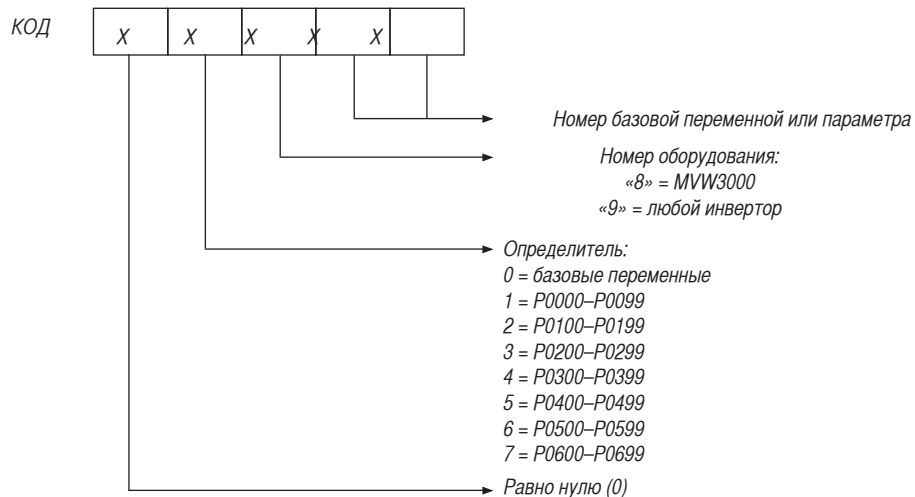 КОД
X X X X X
Номер базовой переменной или параметра
Номер оборудования:
«8» = MVW3000
«9» = любой инвертор
Определитель:
0 = базовые переменные
1 = P0000–P0099
2 = P0100–P0199
3 = P0200–P0299
4 = P0300–P0399
5 = P0400–P0499
6 = P0500–P0599
7 = P0600–P0699
Равно нулю (0)